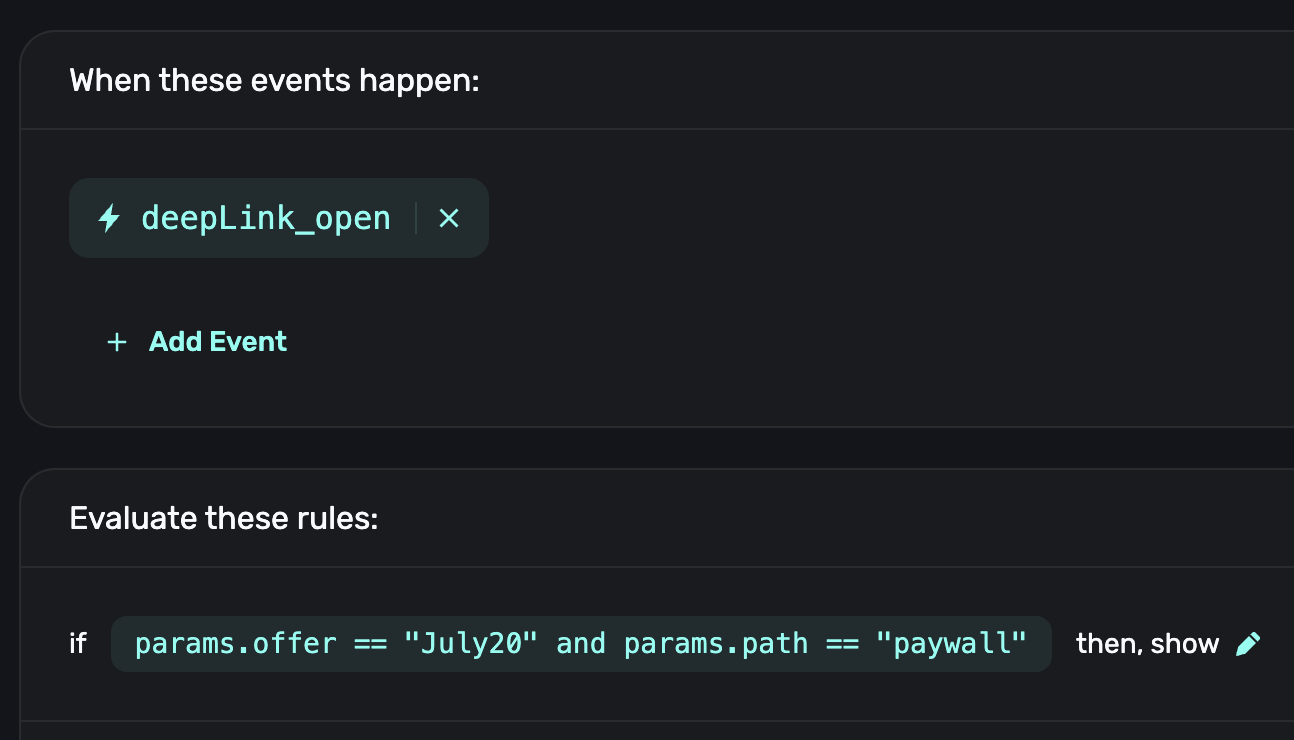 When these events happen:
deepLink_open
+ Add Event
Evaluate these rules:
if params.offer == "July20" and params.path == "paywall" then, show